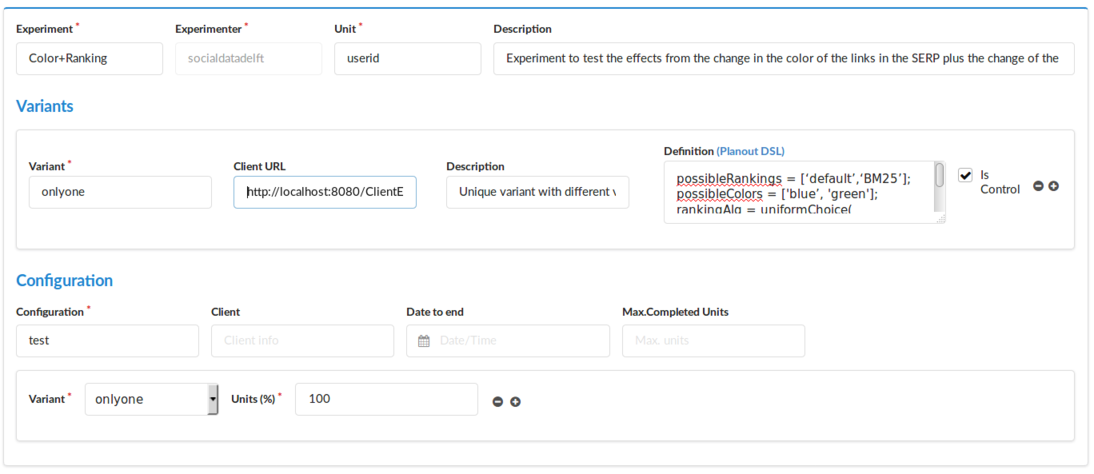 Experiment * Experimenter * Unit * Description
Color+Ranking socialdatadelft userid Experiment to test the effects from the change in the color of the links in the SERP plus the change of the
Variants
Definition (Planout DSL)
Variant * Client URL Description
onlyone http://localhost:8080/ClientE Unique variant with different v
possibleRankings = [‘default’,‘BM25’];
possibleColors = ['blue’, 'green'];
rankingAlg = uniformChoice(
Is
Control
Configuration
Configuration * Client Date to end Max.Completed Units
test Client info Date/Time Max. units
Variant * onlyone Units (%) * 100